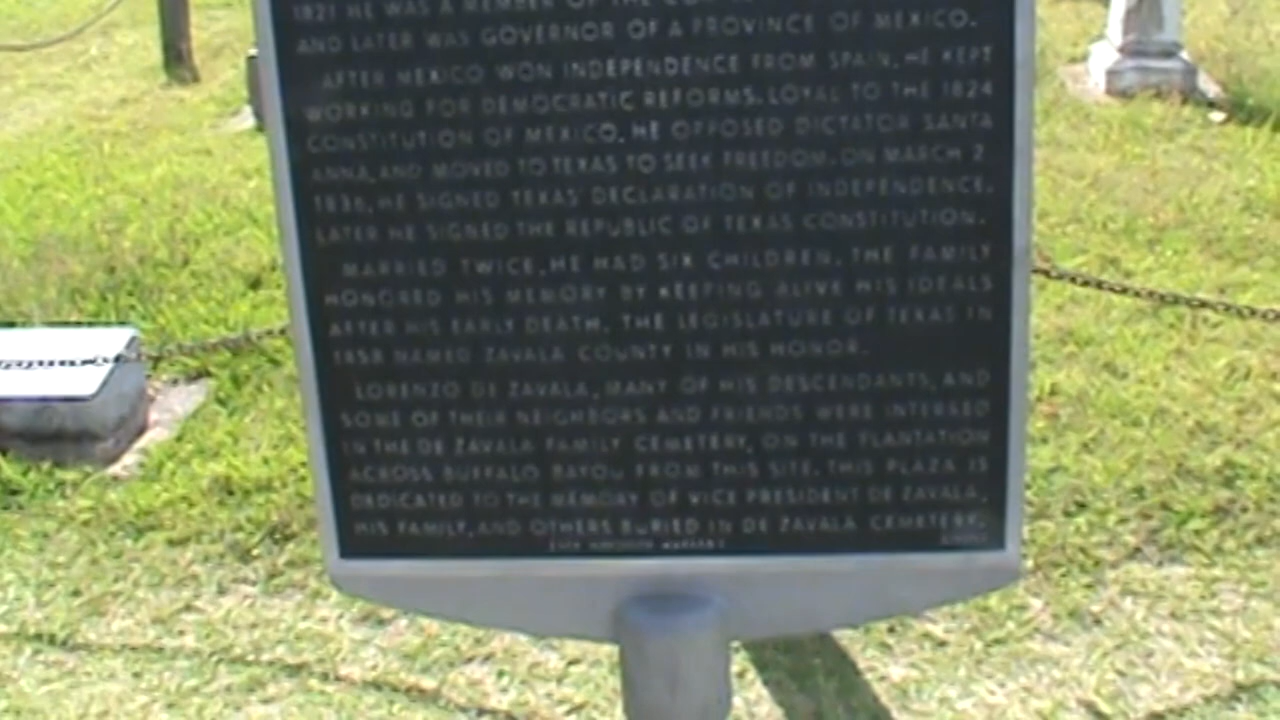 1821 HE WAS A MEMBER OF THE
AND LATER WAS GOVERNOR OF A PROVINCE OF MEXICO.
AFTER MEXICO WON INDEPENDENCE FROM SPAIN, HE KEPT
WORKING FOR DEMOCRATIC REFORMS. LOYAL TO THE 1824
CONSTITUTION OF MEXICO, HE OPPOSED DICTATOR SANTA
ANNA, AND MOVED TO TEXAS TO SEEK FREEDOM. ON MARCH 2
1836, HE SIGNED TEXAS' DECLARATION OF INDEPENDENCE.
LATER HE SIGNED THE REPUBLIC OF TEXAS CONSTITUTION.
MARRIED TWICE, HE HAD SIX CHILDREN. THE FAMILY
HONORED HIS MEMORY BY KEEPING ALIVE HIS IDEALS
AFTER HIS EARLY DEATH. THE LEGISLATURE OF TEXAS IN
1858 NAMED ZAVALA COUNTY IN HIS HONOR.
LORENZO DE ZAVALA, MANY OF HIS DESCENDANTS, AND
SOME OF THEIR NEIGHBORS AND FRIENDS WERE INTERRED
IN THE DE ZAVALA FAMILY CEMETERY, ON THE PLANTATION
ACROSS BUFFALO BAYOU FROM THIS SITE. THIS PLAZA IS
DEDICATED TO THE MEMORY OF VICE PRESIDENT DE ZAVALA,
HIS FAMILY, AND OTHERS BURIED IN DE ZAVALA CEMETERY.